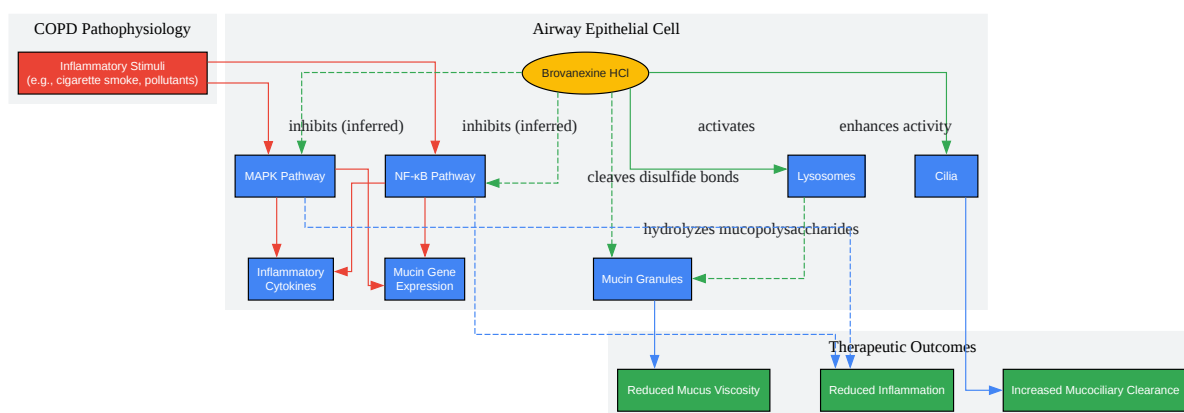 COPD Pathophysiology
Airway Epithelial Cell
Inflammatory Stimuli
(e.g., cigarette smoke, pollutants)
Brovanexine HCl
inhibits (inferred)
inhibits (inferred)
activates
enhances activity
MAPK Pathway
NF-κB Pathway
cleaves disulfide bonds
Lysosomes
Cilia
hydrolyzes mucopolysaccharides
Inflammatory
Cytokines
Mucin Gene
Expression
Mucin Granules
Therapeutic Outcomes
Reduced Mucus Viscosity
Reduced Inflammation
Increased Mucociliary Clearance